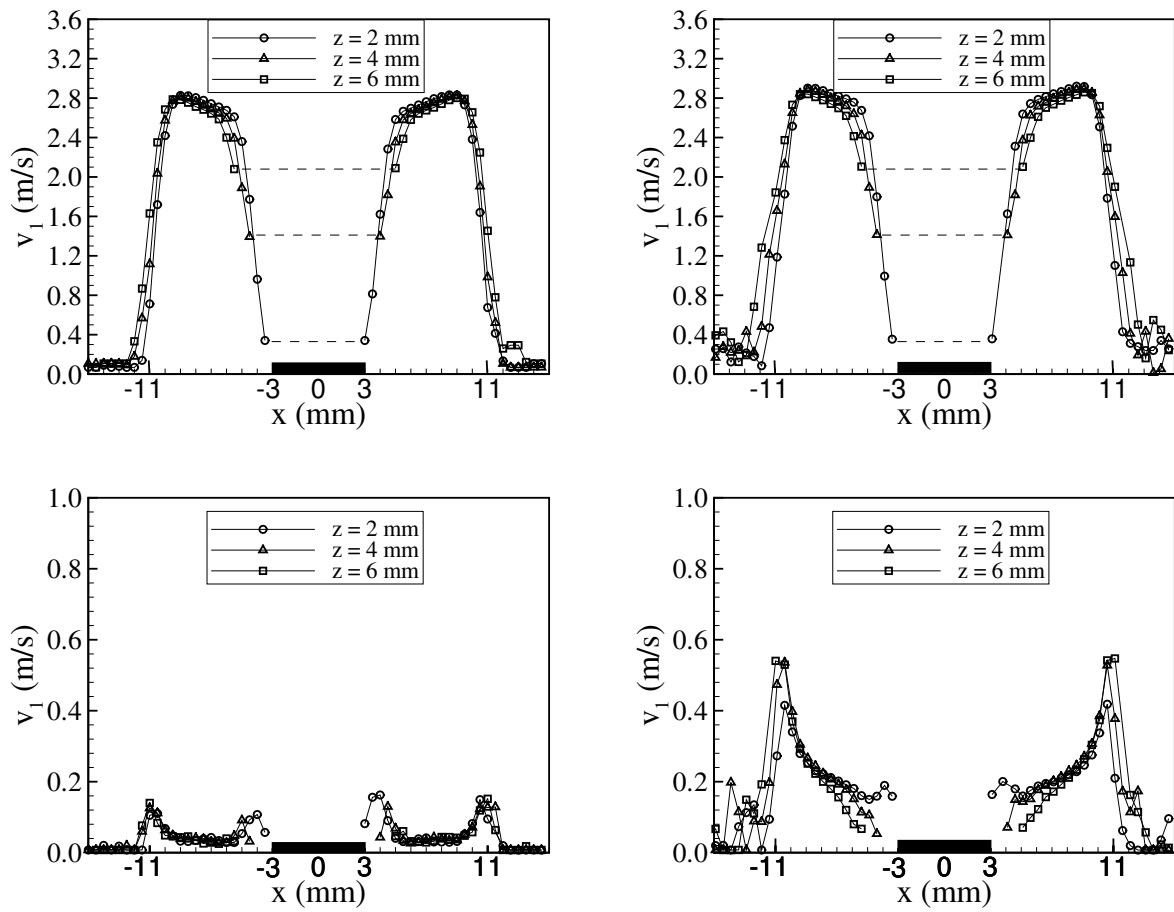 3.6
3.2
2.8
2.4
2.0
1.6
1.2
0.8
0.4
0.0
v1 (m/s)
z = 2 mm
z = 4 mm
z = 6 mm
-11 -3 0 3 11
x (mm)
3.6
3.2
2.8
2.4
2.0
1.6
1.2
0.8
0.4
0.0
v1 (m/s)
z = 2 mm
z = 4 mm
z = 6 mm
-11 -3 0 3 11
x (mm)
1.0
0.8
0.6
0.4
0.2
0.0
v1 (m/s)
z = 2 mm
z = 4 mm
z = 6 mm
-11 -3 0 3 11
x (mm)
1.0
0.8
0.6
0.4
0.2
0.0
v1 (m/s)
z = 2 mm
z = 4 mm
z = 6 mm
-11 -3 0 3 11
x (mm)